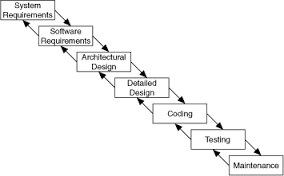 System
Requirements
Software
Requirements
Architectural
Design
Detailed
Design
Coding
Testing
Maintenance